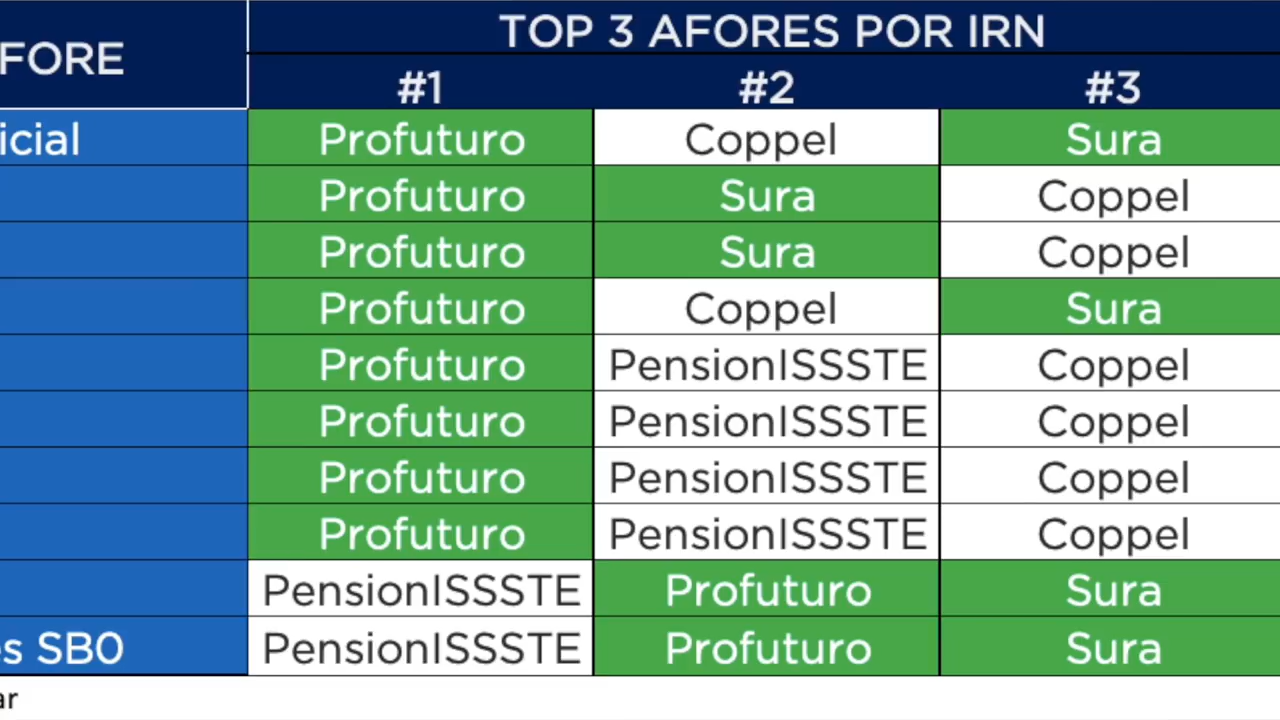 FORE
TOP 3 AFORES POR IRN
#1 #2 #3
icial Profuturo Coppel Sura
Profuturo Sura Coppel
Profuturo Sura Coppel
Profuturo Coppel Sura
Profuturo PensionISSSTE Coppel
Profuturo PensionISSSTE Coppel
Profuturo PensionISSSTE Coppel
Profuturo PensionISSSTE Coppel
PensionISSSTE Profuturo Sura
es SB0 PensionISSSTE Profuturo Sura
ar